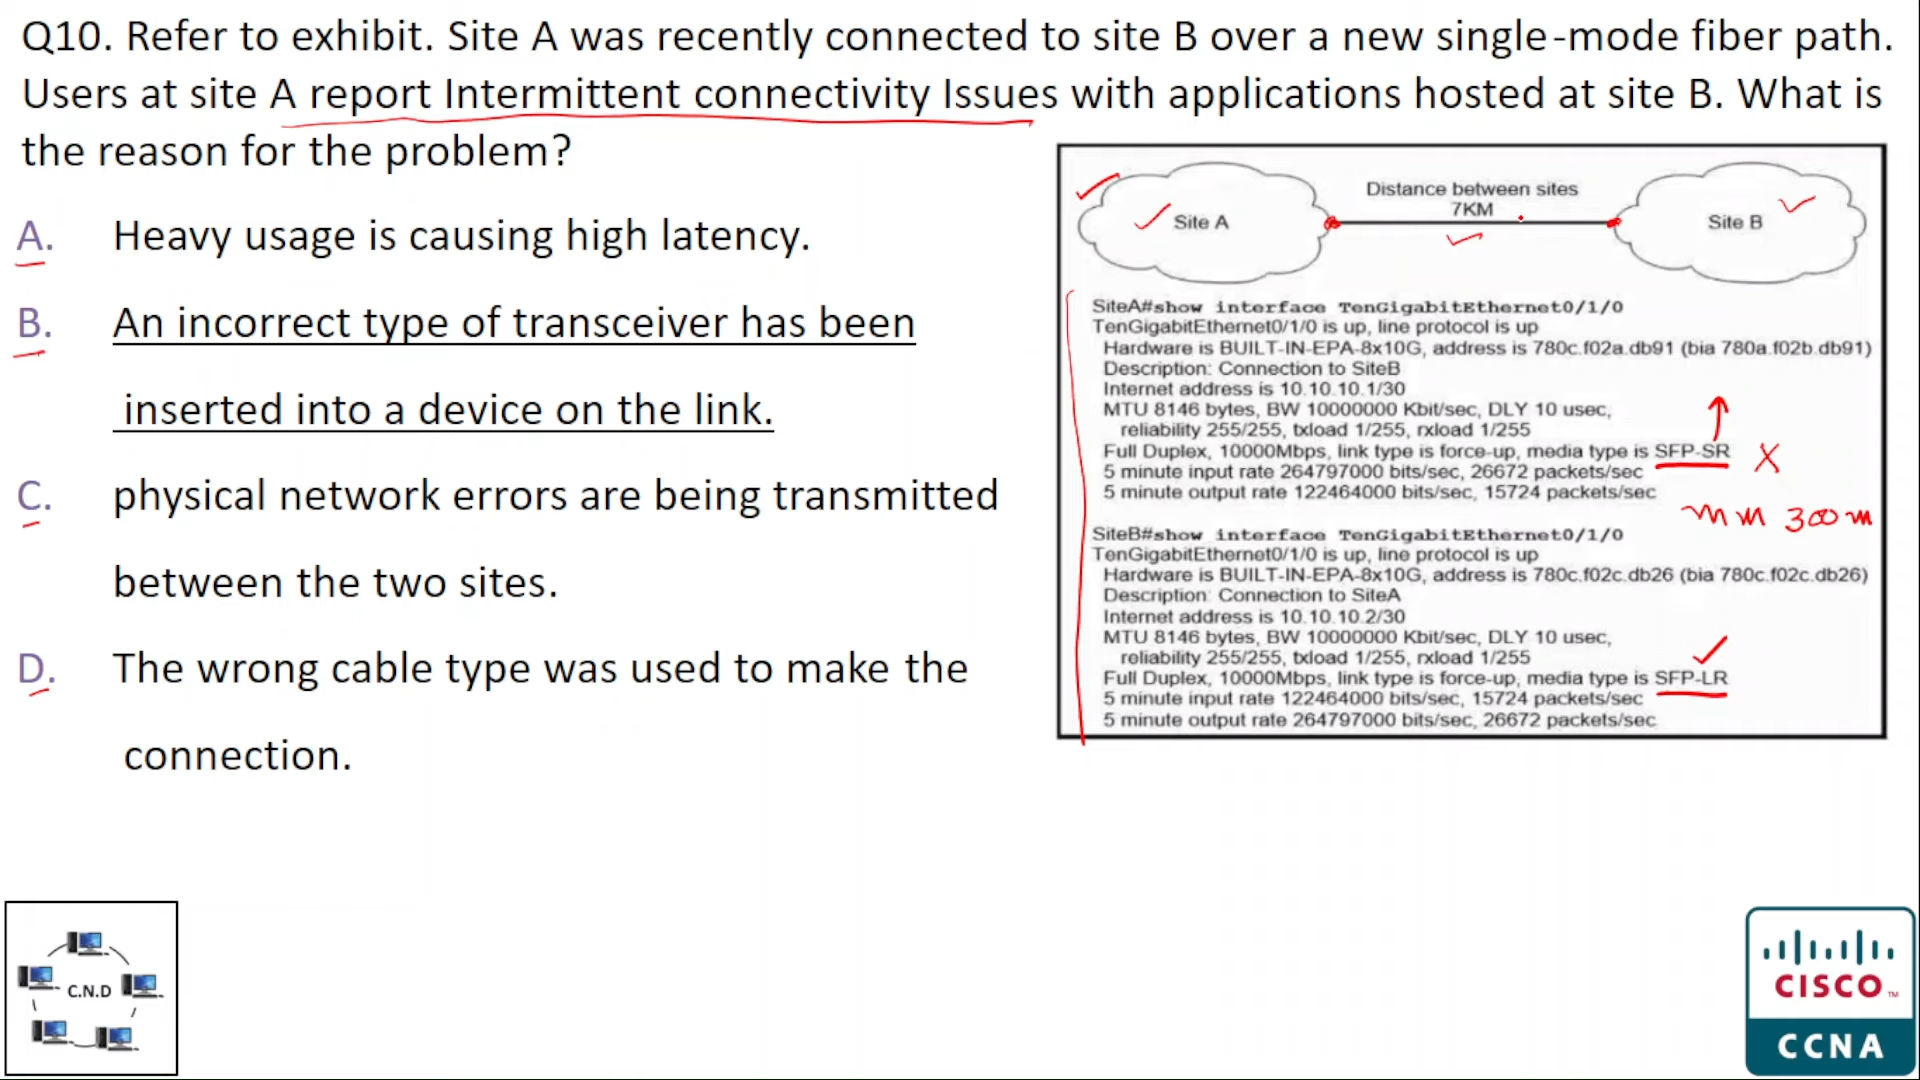 Q10. Refer to exhibit. Site A was recently connected to site B over a new single-mode fiber path.
Users at site A report Intermittent connectivity Issues with applications hosted at site B. What is
the reason for the problem?
A. Heavy usage is causing high latency.
B. An incorrect type of transceiver has been
inserted into a device on the link.
C. physical network errors are being transmitted
between the two sites.
D. The wrong cable type was used to make the
connection.
Distance between sites
7KM
Site A
Site B
SiteA#show interface TenGigabitEthernet0/1/0
TenGigabitEthernet0/1/0 is up, line protocol is up
Hardware is BUILT-IN-EPA-8x10G, address is 780c.f02a.db91 (bia 780a.f02b.db91)
Description: Connection to SiteB
Internet address is 10.10.10.1/30
MTU 8146 bytes, BW 10000000 Kbit/sec, DLY 10 usec,
reliability 255/255, txload 1/255, rxload 1/255
Full Duplex, 10000Mbps, link type is force-up, media type is SFP-SR
5 minute input rate 264797000 bits/sec, 26672 packets/sec
5 minute output rate 122464000 bits/sec, 15724 packets/sec
X
mm 300m
SiteB#show interface TenGigabitEthernet0/1/0
TenGigabitEthernet0/1/0 is up, line protocol is up
Hardware is BUILT-IN-EPA-8x10G, address is 780c.f02c.db26 (bia 780c.f02c.db26)
Description: Connection to SiteA
Internet address is 10.10.10.2/30
MTU 8146 bytes, BW 10000000 Kbit/sec, DLY 10 usec,
reliability 255/255, txload 1/255, rxload 1/255
Full Duplex, 10000Mbps, link type is force-up, media type is SFP-LR
5 minute input rate 122464000 bits/sec, 15724 packets/sec
5 minute output rate 264797000 bits/sec, 26672 packets/sec
C.N.D
CISCO™
CCNA